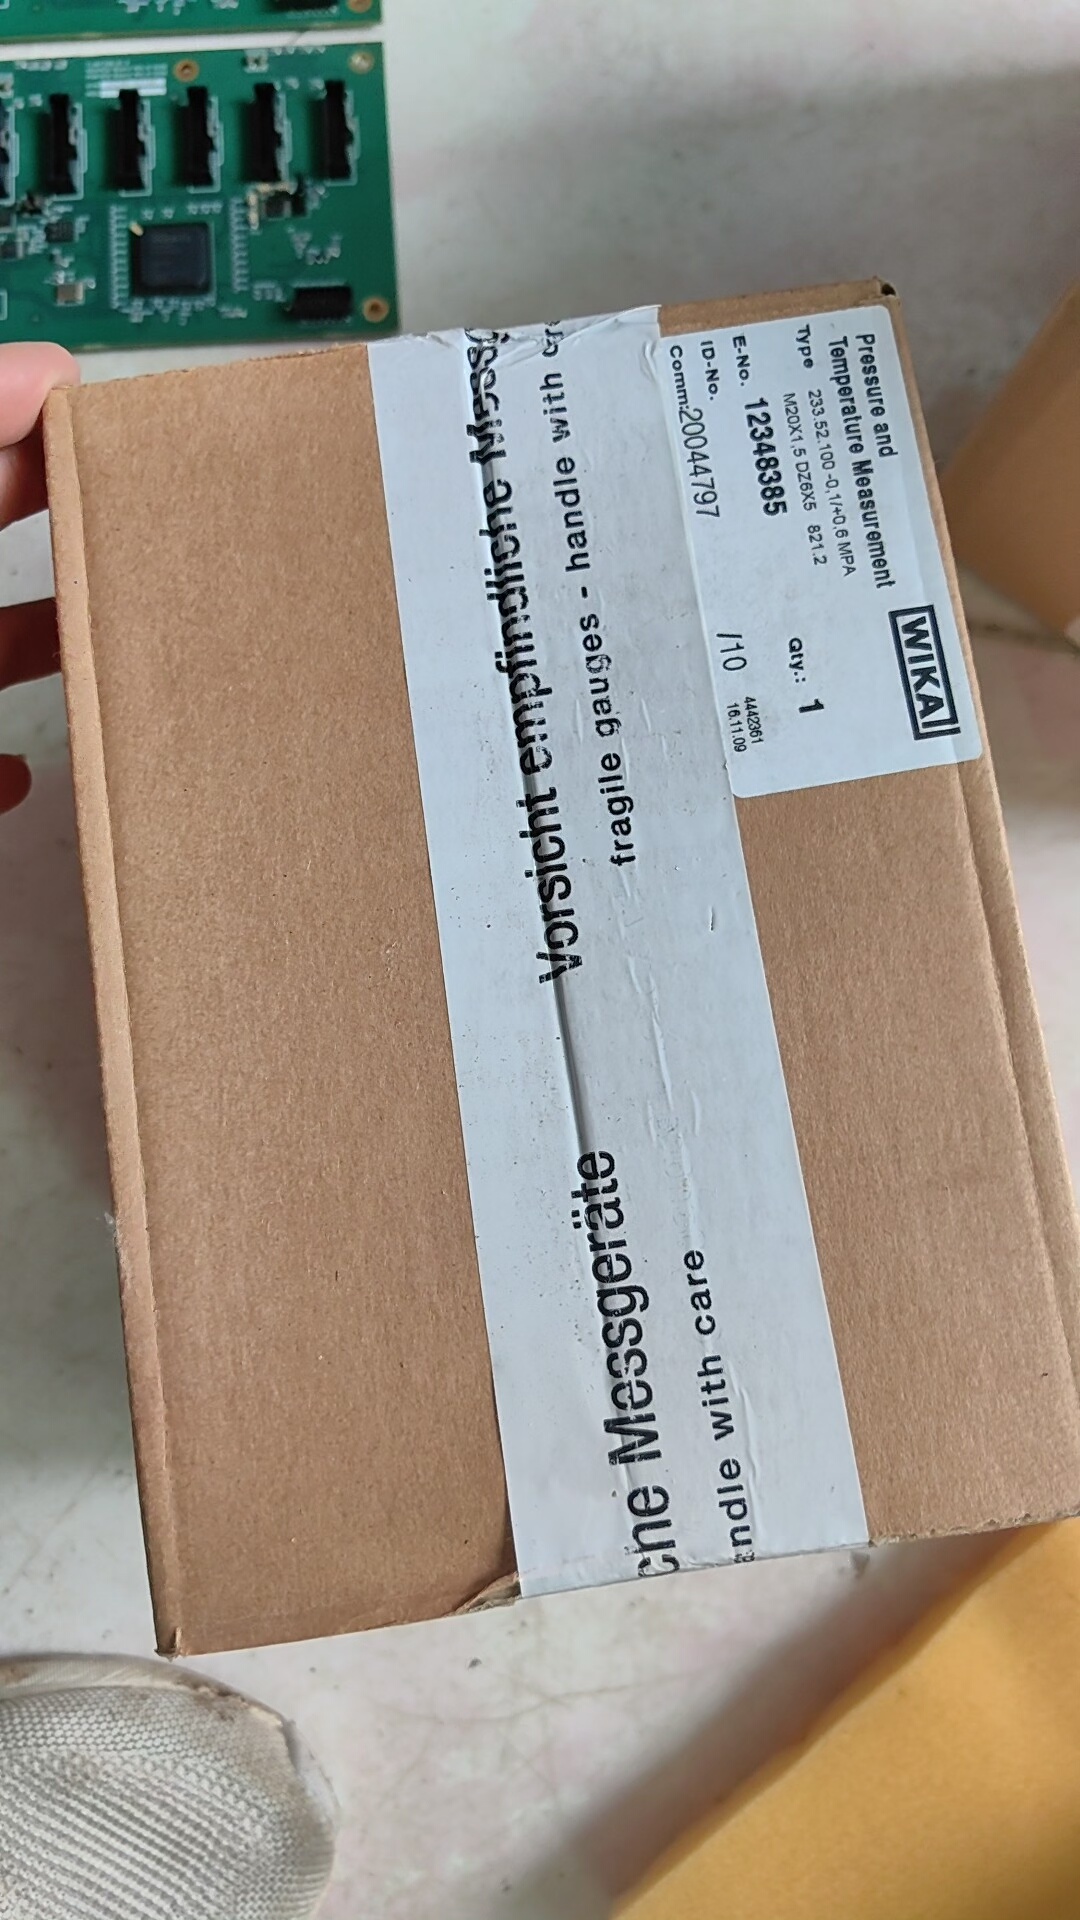 Pressure and
Temperature Measurement
WIKA
Type 233.52.100 -0,1/+0,6 MPA
M20X1,5 DZ6X5 821.2
E-No. 12348385
Qty.: 1
ID-No.
Comm:20044797
/10
4442361
16.11.09
Vorsicht empfindliche
fragile gauges - handle with
che Messgeräte
handle with care